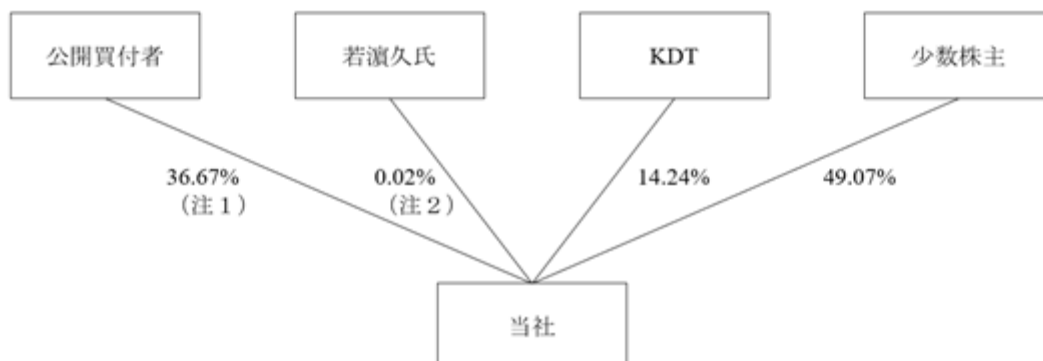 公開買付者
若濵久氏
KDT
少数株主
36.67%
（注１）
0.02%
（注２）
14.24%
49.07%
当社